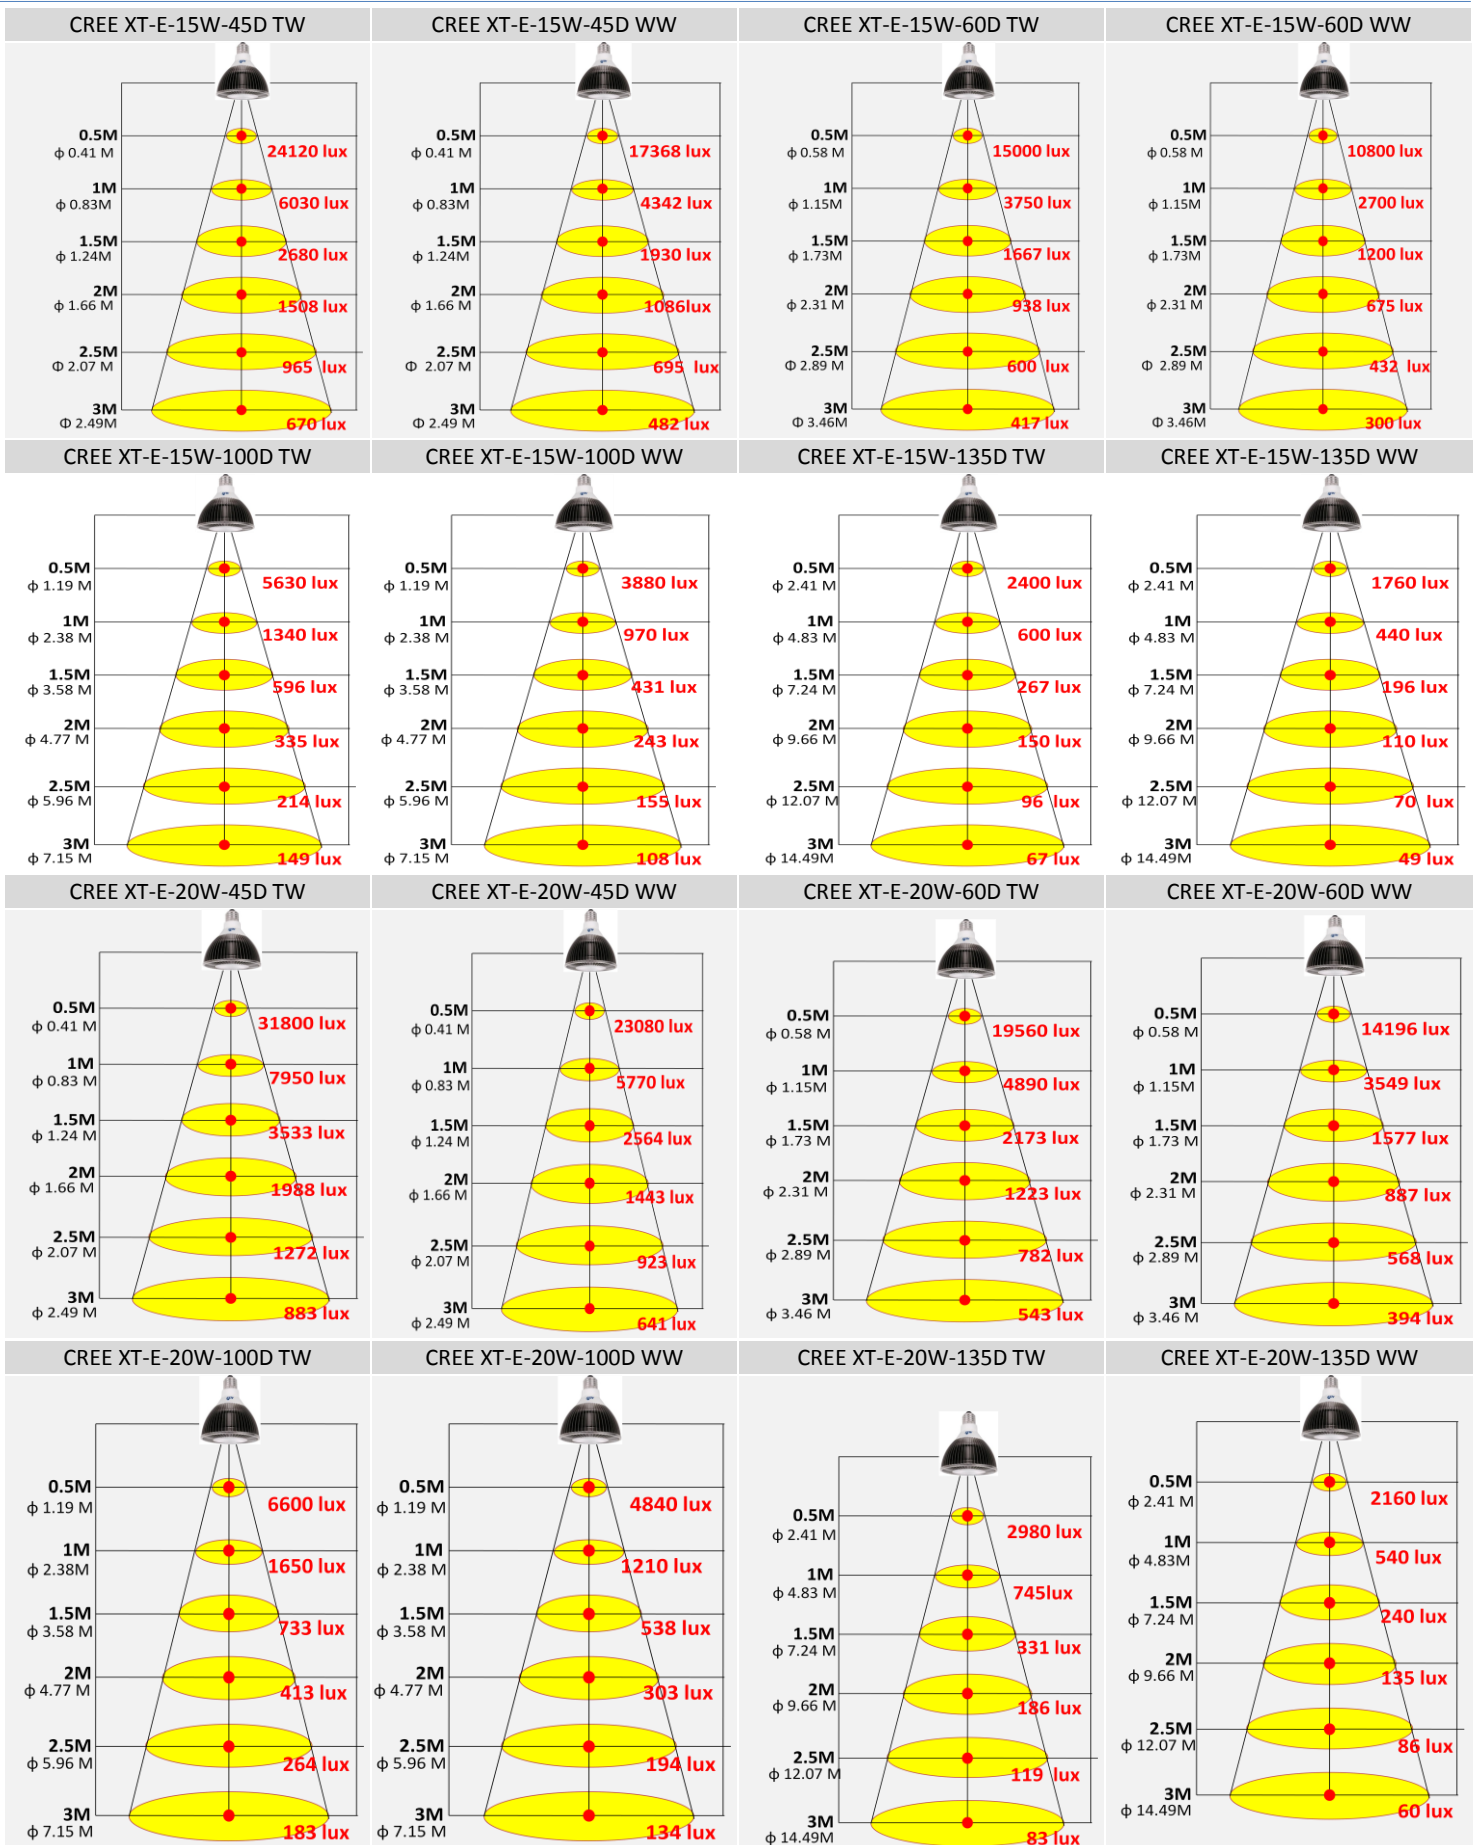 CREE XT-E-15W-45D TW
CREE XT-E-15W-45D WW
CREE XT-E-15W-60D TW
CREE XT-E-15W-60D WW
0.5M
ϕ 0.41 M
24120 lux
1M
ϕ 0.83M
6030 lux
1.5M
ϕ 1.24M
2680 lux
2M
ϕ 1.66 M
1508 lux
2.5M
Φ 2.07 M
965 lux
3M
Φ 2.49M
670 lux
0.5M
ϕ 0.41 M
17368 lux
1M
ϕ 0.83M
4342 lux
1.5M
ϕ 1.24M
1930 lux
2M
ϕ 1.66 M
1086lux
2.5M
Φ 2.07 M
695 lux
3M
Φ 2.49 M
482 lux
0.5M
ϕ 0.58 M
15000 lux
1M
ϕ 1.15M
3750 lux
1.5M
ϕ 1.73M
1667 lux
2M
ϕ 2.31 M
938 lux
2.5M
Φ 2.89 M
600 lux
3M
Φ 3.46M
417 lux
0.5M
ϕ 0.58 M
10800 lux
1M
ϕ 1.15M
2700 lux
1.5M
ϕ 1.73M
1200 lux
2M
ϕ 2.31 M
675 lux
2.5M
Φ 2.89 M
432 lux
3M
Φ 3.46M
300 lux
CREE XT-E-15W-100D TW
CREE XT-E-15W-100D WW
CREE XT-E-15W-135D TW
CREE XT-E-15W-135D WW
0.5M
ϕ 1.19 M
5630 lux
1M
ϕ 2.38 M
1340 lux
1.5M
ϕ 3.58 M
596 lux
2M
ϕ 4.77 M
335 lux
2.5M
ϕ 5.96 M
214 lux
3M
ϕ 7.15 M
149 lux
0.5M
ϕ 1.19 M
3880 lux
1M
ϕ 2.38 M
970 lux
1.5M
ϕ 3.58 M
431 lux
2M
ϕ 4.77 M
243 lux
2.5M
ϕ 5.96 M
155 lux
3M
ϕ 7.15 M
108 lux
0.5M
ϕ 2.41 M
2400 lux
1M
ϕ 4.83 M
600 lux
1.5M
ϕ 7.24 M
267 lux
2M
ϕ 9.66 M
150 lux
2.5M
ϕ 12.07 M
96 lux
3M
ϕ 14.49M
67 lux
0.5M
ϕ 2.41 M
1760 lux
1M
ϕ 4.83 M
440 lux
1.5M
ϕ 7.24 M
196 lux
2M
ϕ 9.66 M
110 lux
2.5M
ϕ 12.07 M
70 lux
3M
ϕ 14.49M
49 lux
CREE XT-E-20W-45D TW
CREE XT-E-20W-45D WW
CREE XT-E-20W-60D TW
CREE XT-E-20W-60D WW
0.5M
ϕ 0.41 M
31800 lux
1M
ϕ 0.83 M
7950 lux
1.5M
ϕ 1.24 M
3533 lux
2M
ϕ 1.66 M
1988 lux
2.5M
ϕ 2.07 M
1272 lux
3M
ϕ 2.49 M
883 lux
0.5M
ϕ 0.41 M
23080 lux
1M
ϕ 0.83 M
5770 lux
1.5M
ϕ 1.24 M
2564 lux
2M
ϕ 1.66 M
1443 lux
2.5M
ϕ 2.07 M
923 lux
3M
ϕ 2.49 M
641 lux
0.5M
ϕ 0.58 M
19560 lux
1M
ϕ 1.15M
4890 lux
1.5M
ϕ 1.73 M
2173 lux
2M
ϕ 2.31 M
1223 lux
2.5M
ϕ 2.89 M
782 lux
3M
ϕ 3.46 M
543 lux
0.5M
ϕ 0.58 M
14196 lux
1M
ϕ 1.15M
3549 lux
1.5M
ϕ 1.73 M
1577 lux
2M
ϕ 2.31 M
887 lux
2.5M
ϕ 2.89 M
568 lux
3M
ϕ 3.46 M
394 lux
CREE XT-E-20W-100D TW
CREE XT-E-20W-100D WW
CREE XT-E-20W-135D TW
CREE XT-E-20W-135D WW
0.5M
ϕ 1.19 M
6600 lux
1M
ϕ 2.38M
1650 lux
1.5M
ϕ 3.58 M
733 lux
2M
ϕ 4.77 M
413 lux
2.5M
ϕ 5.96 M
264 lux
3M
ϕ 7.15 M
183 lux
0.5M
ϕ 1.19 M
4840 lux
1M
ϕ 2.38 M
1210 lux
1.5M
ϕ 3.58 M
538 lux
2M
ϕ 4.77 M
303 lux
2.5M
ϕ 5.96 M
194 lux
3M
ϕ 7.15 M
134 lux
0.5M
ϕ 2.41 M
2980 lux
1M
ϕ 4.83 M
745lux
1.5M
ϕ 7.24 M
331 lux
2M
ϕ 9.66 M
186 lux
2.5M
ϕ 12.07 M
119 lux
3M
ϕ 14.49M
83 lux
0.5M
ϕ 2.41 M
2160 lux
1M
ϕ 4.83M
540 lux
1.5M
ϕ 7.24 M
240 lux
2M
ϕ 9.66 M
135 lux
2.5M
ϕ 12.07 M
86 lux
3M
ϕ 14.49M
60 lux